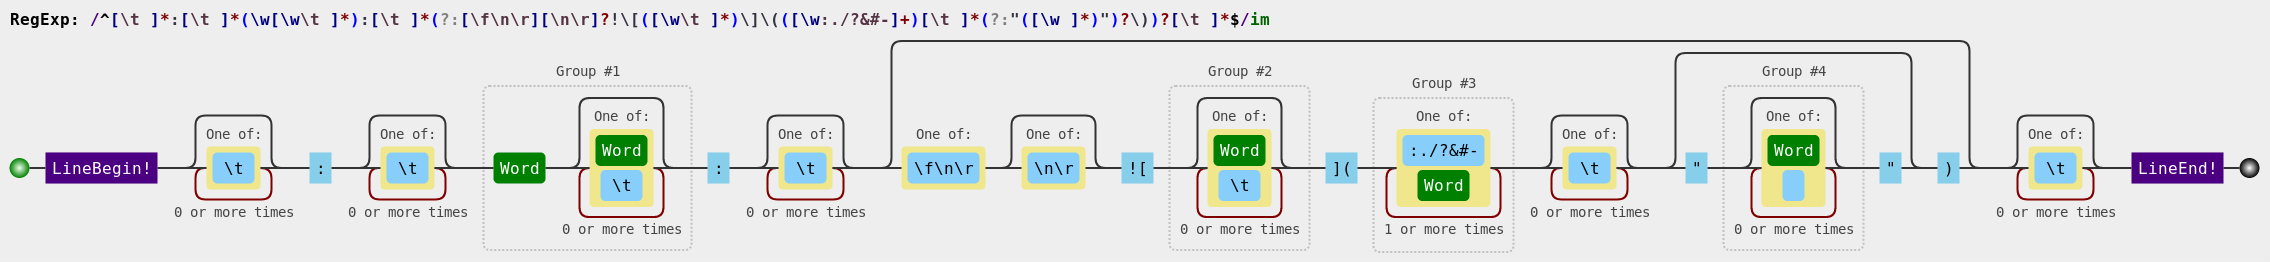 RegExp: /^[\t ]*:[\t ]*(\w[\w\t ]*):[\t ]*(?:[\f\n\r][\n\r]?!\[([\w\t ]*)\]\(([\w:./?&#-]+)[\t ]*(?:"([\w ]*)")?\))?[\t ]*$/im
Group #1 Group #2 Group #3 Group #4
One of: One of: One of: One of: One of: One of: One of: One of: One of: One of: One of:
LineBegin! \t : \t Word Word \t : \t \f\n\r \n\r ![ Word \t ]( :./?&#- Word \t " Word " ) \t LineEnd!
0 or more times 0 or more times 0 or more times 0 or more times 0 or more times 1 or more times 0 or more times 0 or more times 0 or more times